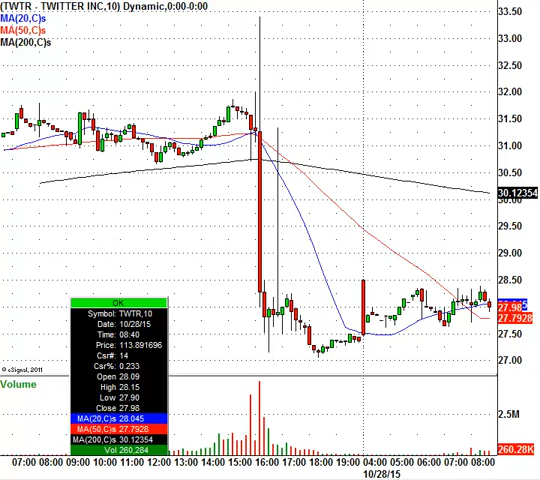 (TWTR - TWITTER INC,10) Dynamic,0:00-0:00
MA(20,C)s
MA(50,C)s
MA(200,C)s
33.50
33.00
32.50
32.00
31.50
31.00
30.50
30.12354
29.50
29.00
28.50
27.98
27.7928
27.50
27.00
OK
Symbol: TWTR,10
Date: 10/28/15
Time: 08:40
Price: 113.891696
Csr#: 14
Csr%: 0.233
Open 28.09
High 28.15
Low 27.90
Close 27.98
MA(20,C)s 28.045
MA(50,C)s 27.7928
MA(200,C)s 30.12354
Vol 260,284
© eSignal, 2011
Volume
2.5M
260.28K
07:00 08:00 09:00 10:00 11:00 12:00 13:00 14:00 15:00 16:00 17:00 18:00 19:00 04:00 05:00 06:00 07:00 08:00
10/28/15